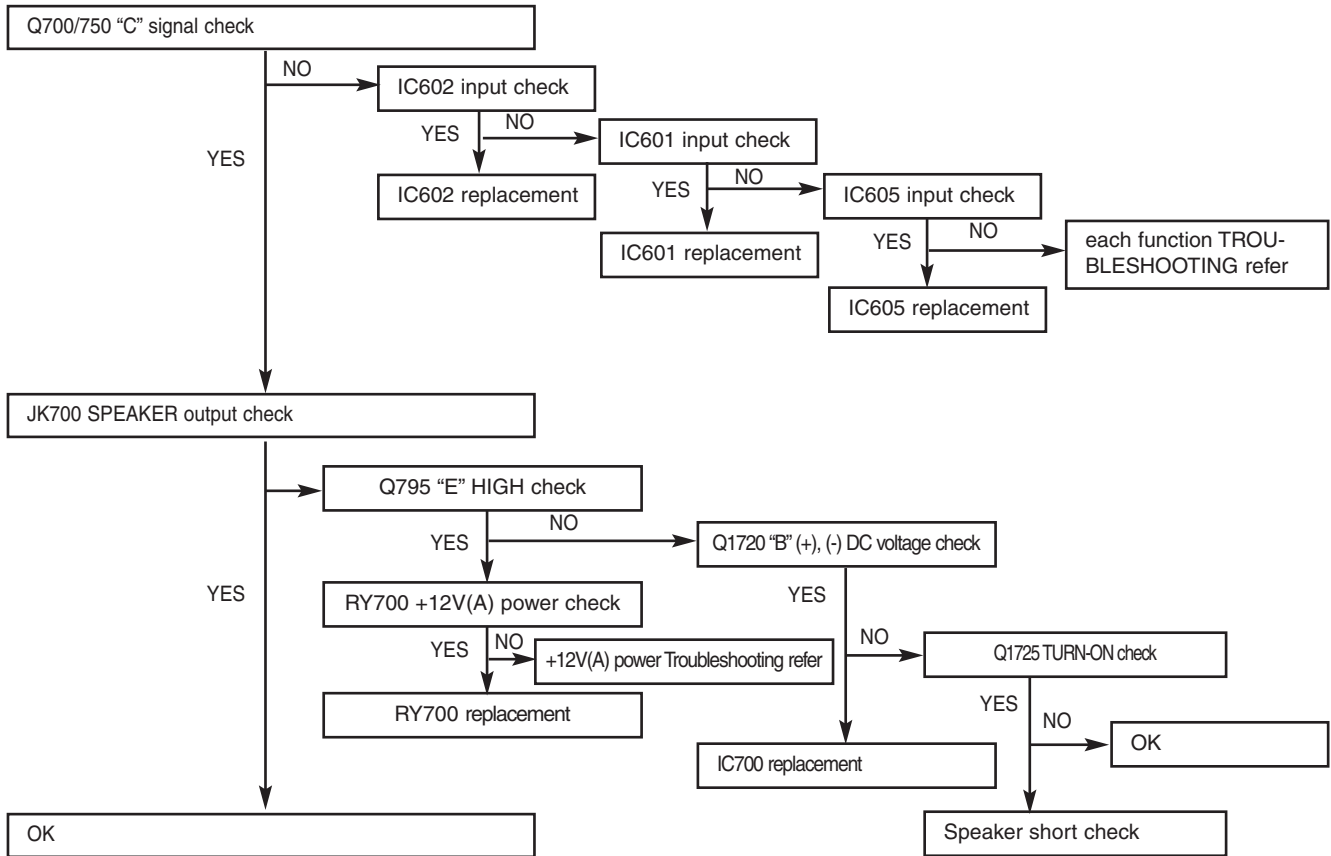 Q700/750 “C” signal check
NO
IC602 input check
YES
NO
IC601 input check
YES
IC602 replacement
YES
NO
IC605 input check
IC601 replacement
YES
NO
each function TROU-
BLESHOOTING refer
IC605 replacement
JK700 SPEAKER output check
Q795 “E” HIGH check
YES
NO
Q1720 “B” (+), (-) DC voltage check
YES
RY700 +12V(A) power check
YES
YES
NO
+12V(A) power Troubleshooting refer
NO
Q1725 TURN-ON check
RY700 replacement
YES
NO
OK
IC700 replacement
OK
Speaker short check